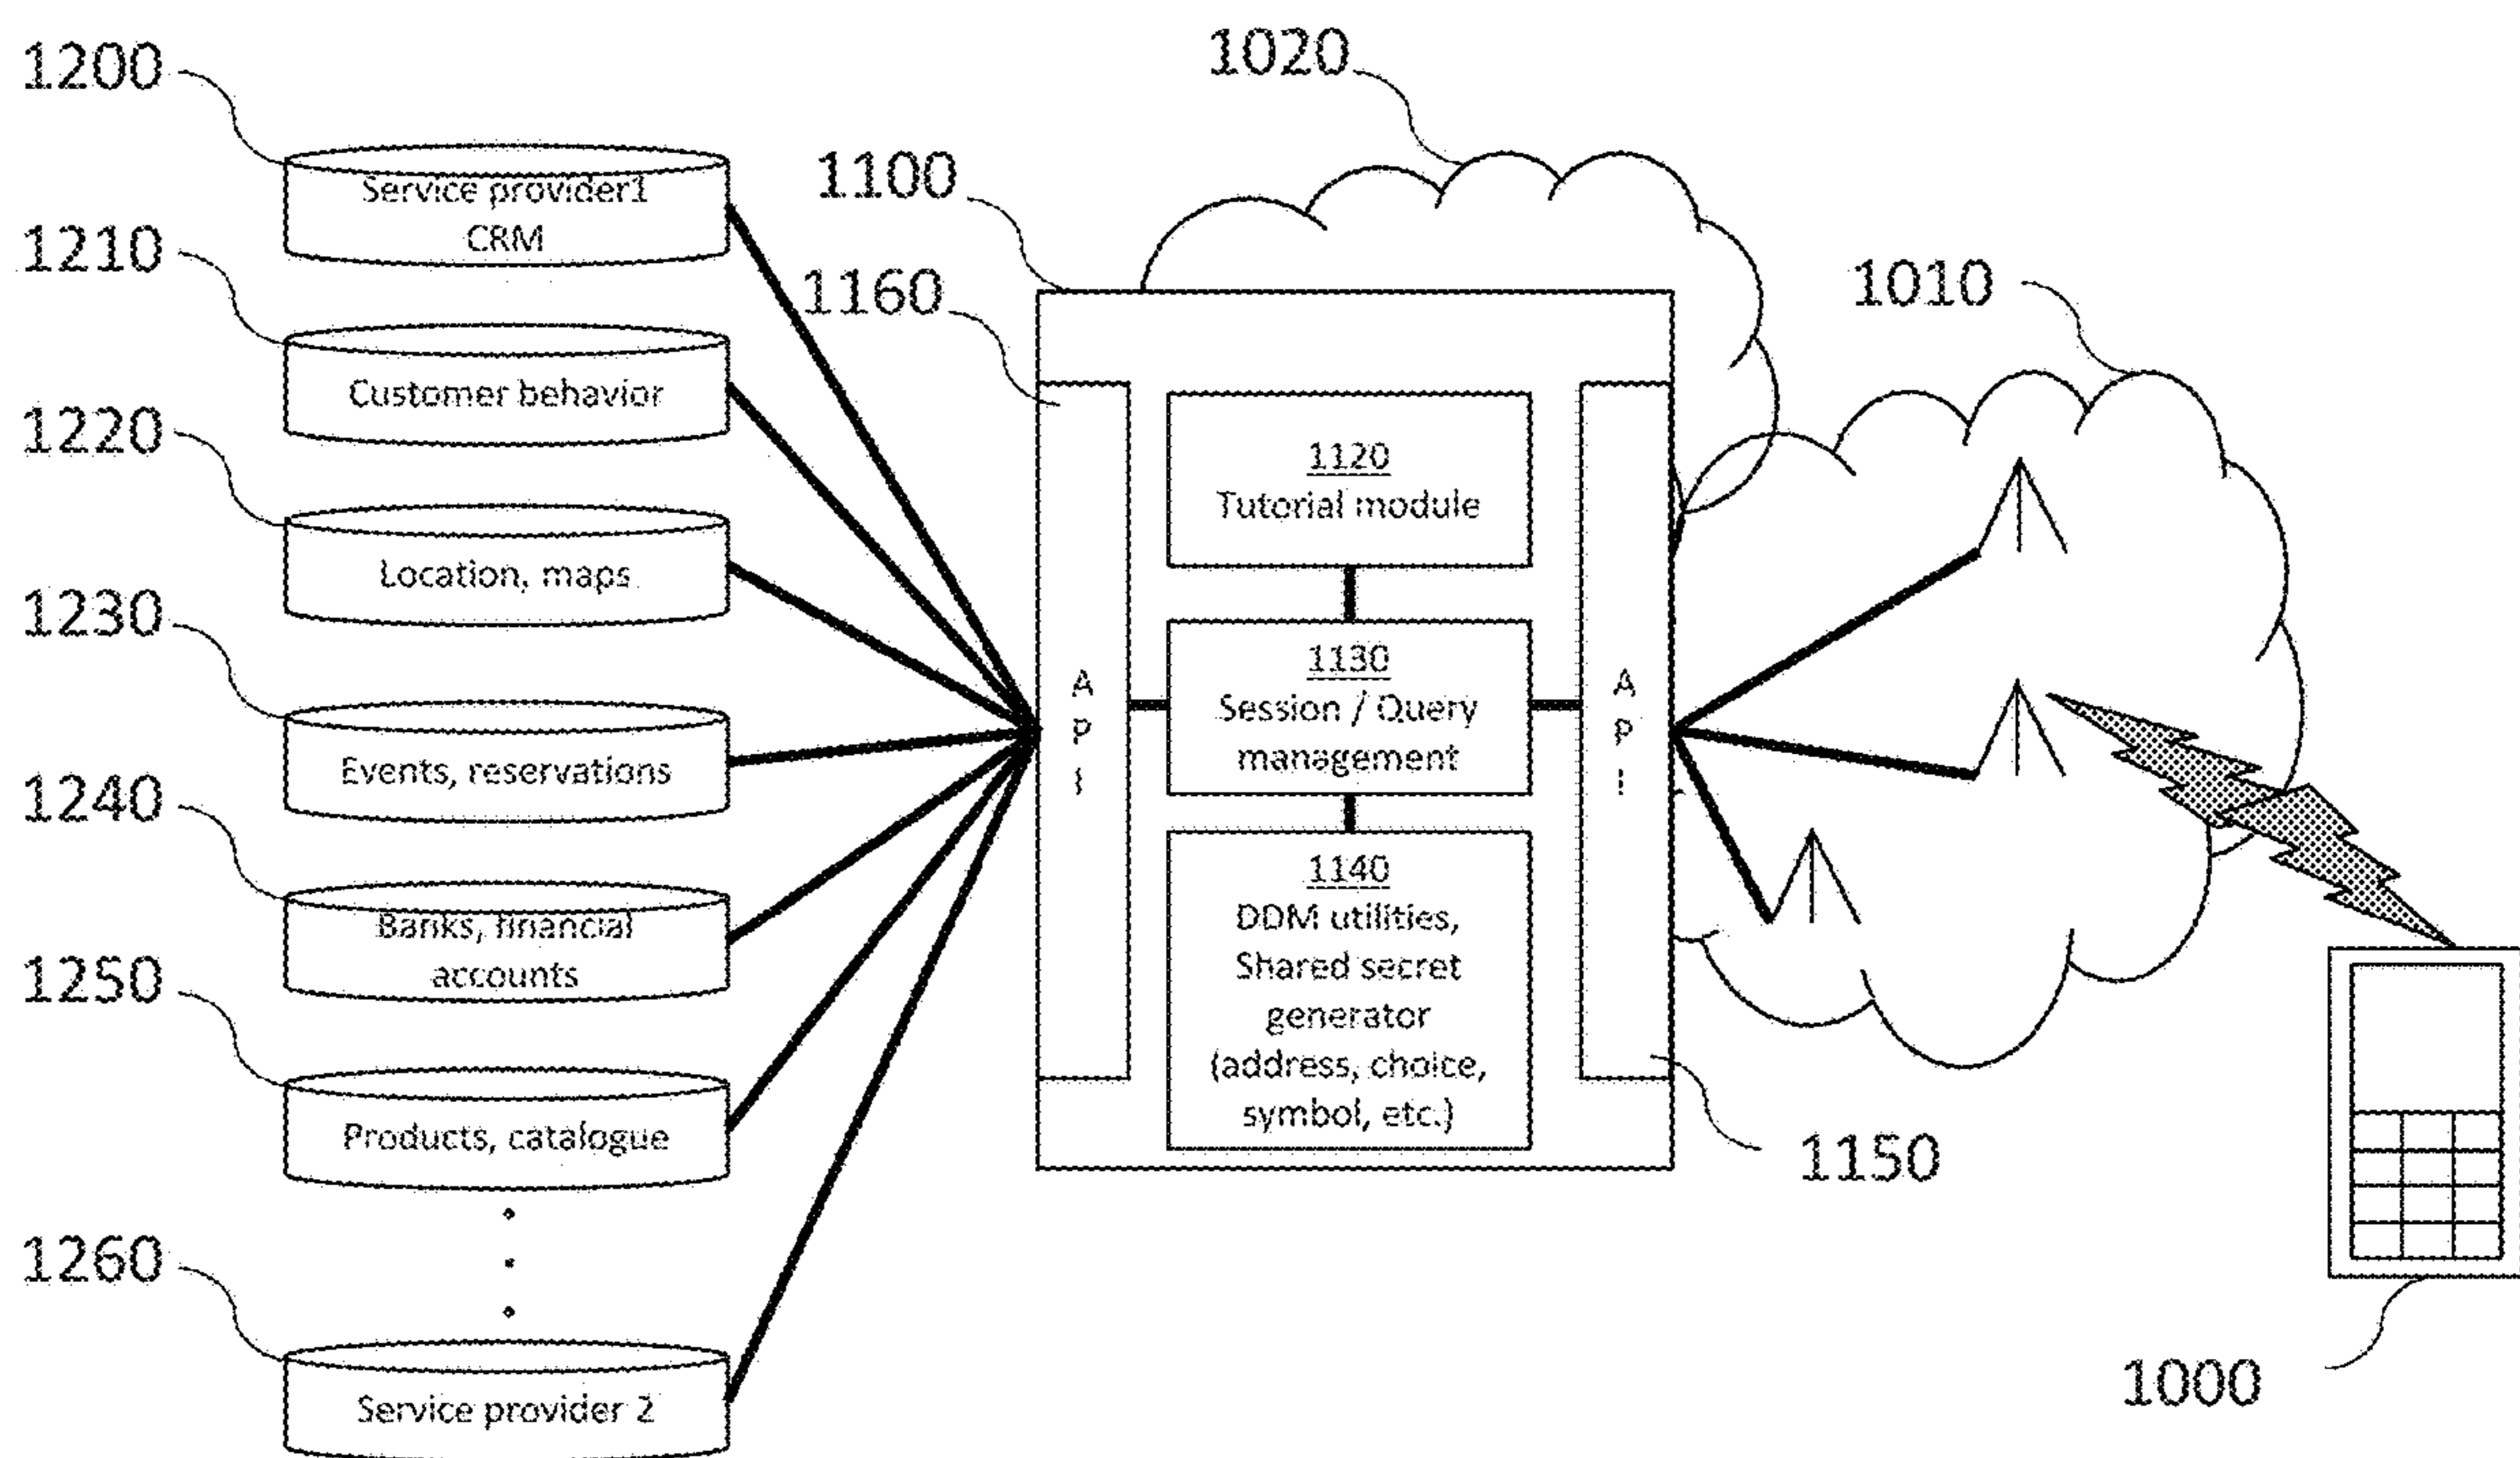 1200
Service provider1
CRM
1210
Customer behavior
1220
Location, maps
1230
Events, reservations
1240
Banks, financial
accounts
1250
Products, catalogue
1260
Service provider 2
1020
1100
1160
A
P
I
1120
Tutorial module
1130
Session / Query
management
1140
DDM utilities,
Shared secret
generator
(address, choice,
symbol, etc.)
A
P
I
1150
1010
1000